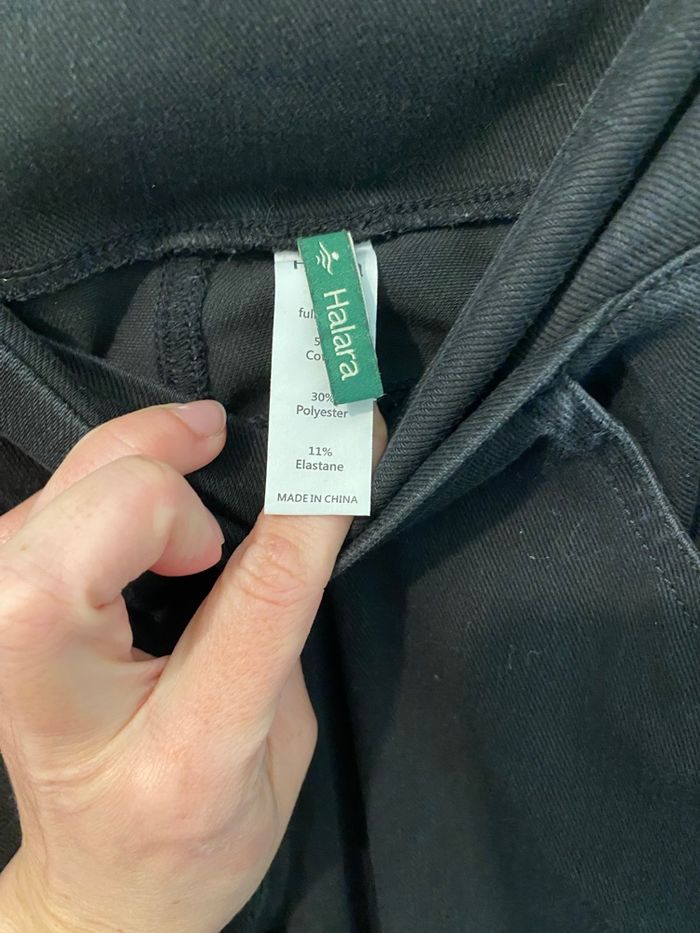 Halara
30%
Polyester
11%
Elastane
MADE IN CHINA